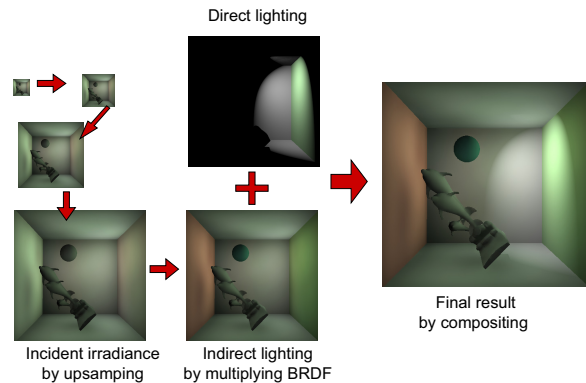 Direct lighting
Final result
by compositing
Incident irradiance
by upsamping
Indirect lighting
by multiplying BRDF